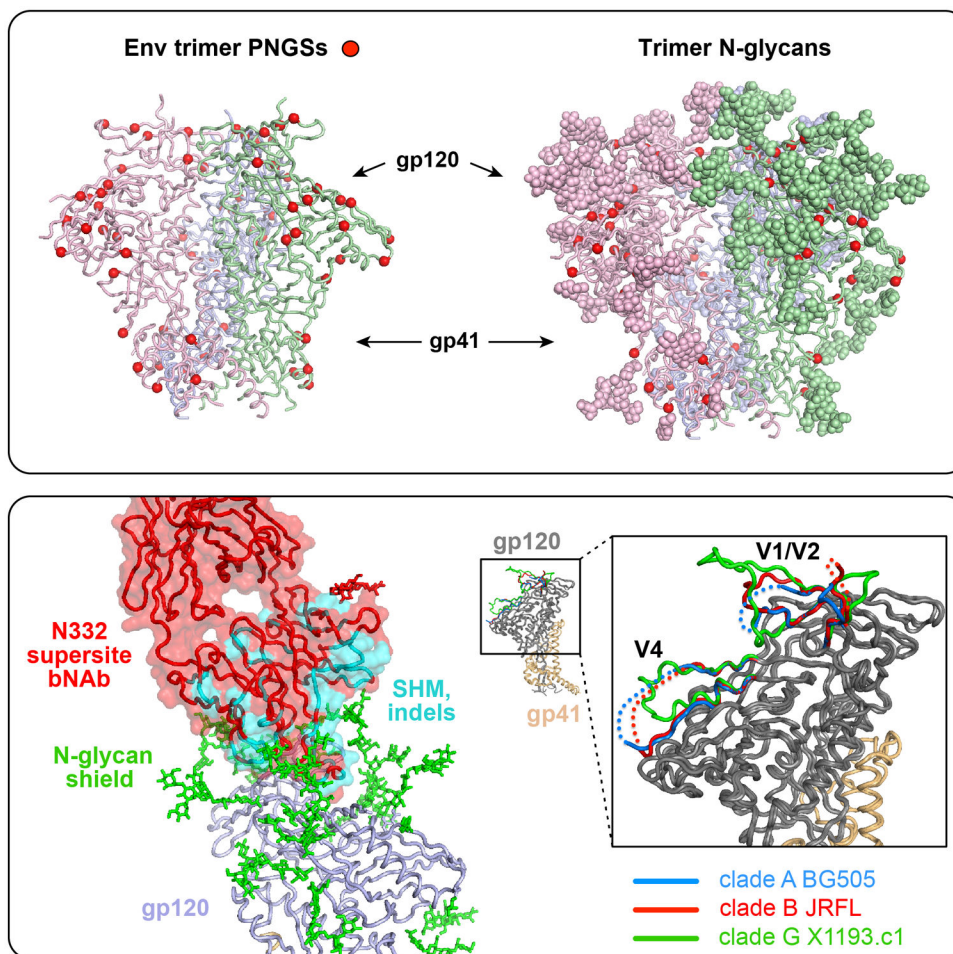 Env trimer PNGSs
Trimer N-glycans
gp120
gp41
N332
supersite
bNAb
SHM,
indels
N-glycan
shield
gp120
gp120
gp41
V1/V2
V4
clade A BG505
clade B JRFL
clade G X1193.c1